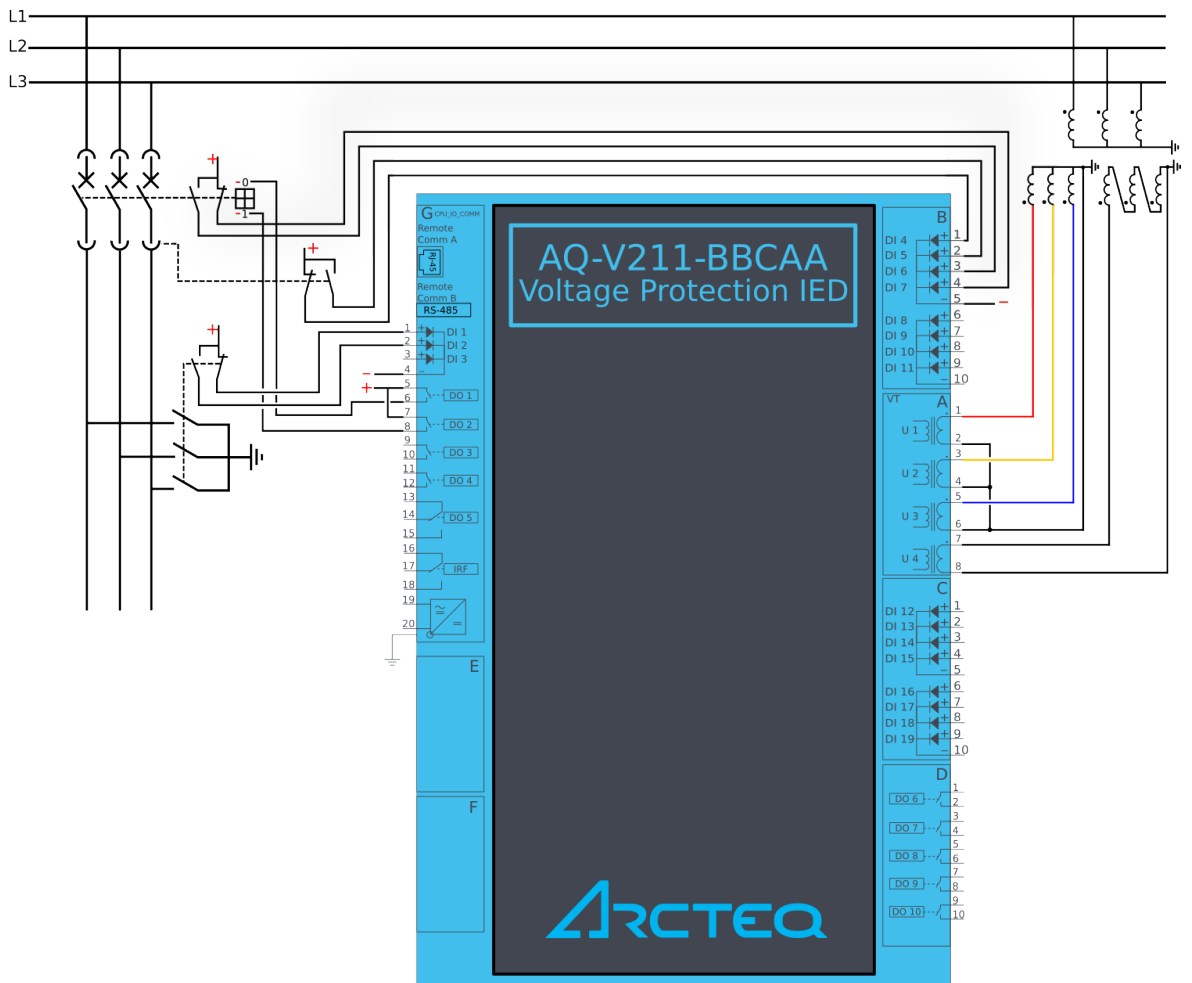 L1
L2
L3
+
-0
-1
+
+
G CPU_IO_COMM
Remote
Comm A
RJ-45
Remote
Comm B
RS-485
1 + DI 1
2 + DI 2
3 + DI 3
4 -
-
+
5
6 DO 1
7
8 DO 2
9
10 DO 3
11
12 DO 4
13
14 DO 5
15
16
17 IRF
18
19
20
E
F
AQ-V211-BBCAA
Voltage Protection IED
ARCTEQ
B
DI 4 + 1
DI 5 + 2
DI 6 + 3
DI 7 + 4
- 5 -
DI 8 + 6
DI 9 + 7
DI 10 + 8
DI 11 + 9
- 10
VT A
1
U 1
2
3
U 2
4
5
U 3
6
7
U 4
8
C
DI 12 + 1
DI 13 + 2
DI 14 + 3
DI 15 + 4
- 5
DI 16 + 6
DI 17 + 7
DI 18 + 8
DI 19 + 9
- 10
D
1
DO 6 2
3
DO 7 4
5
DO 8 6
7
DO 9 8
9
DO 10 10